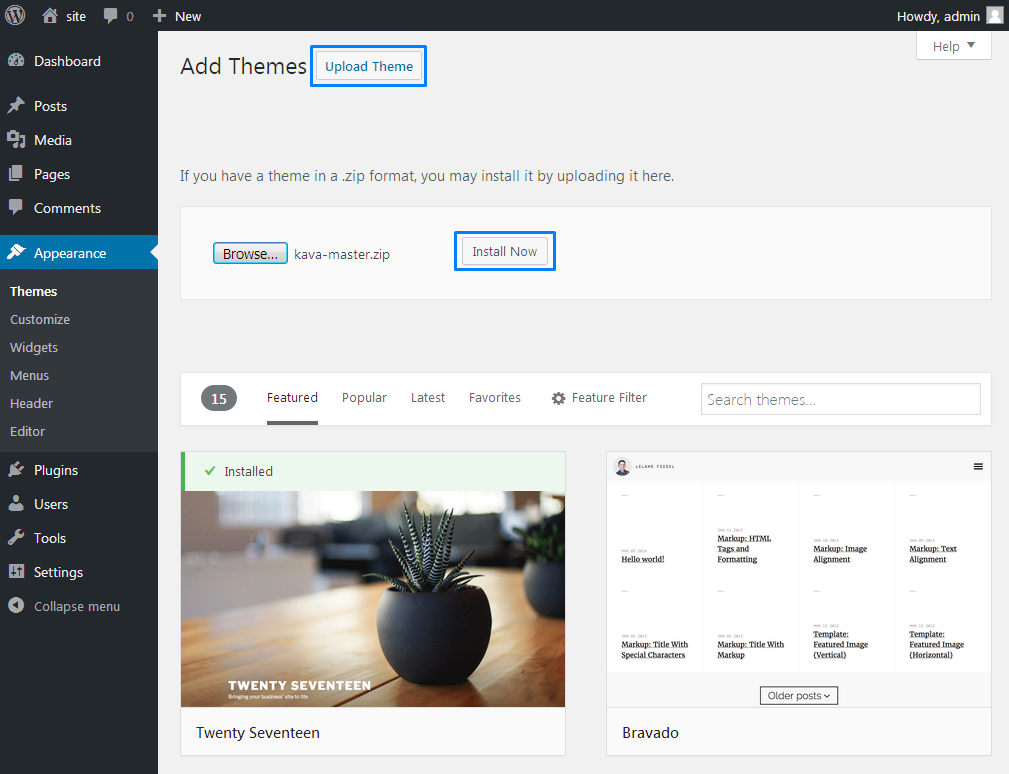 site 0 New Howdy, admin
Help
Dashboard
Posts
Media
Pages
Comments
Appearance
Themes
Customize
Widgets
Menus
Header
Editor
Plugins
Users
Tools
Settings
Collapse menu
Add Themes Upload Theme
If you have a theme in a .zip format, you may install it by uploading it here.
Browse... kava-master.zip Install Now
15 Featured Popular Latest Favorites Feature Filter Search themes...
Installed
TWENTY SEVENTEEN
Bringing your business' site to life
Twenty Seventeen
LELAND FIEGEL
Hello world!
Markup: HTML
Tags and
Formatting
Markup: Image
Alignment
Markup: Text
Alignment
Markup: Title With
Special Characters
Markup: Title With
Markup
Template:
Featured Image
(Vertical)
Template:
Featured Image
(Horizontal)
Older posts
Bravado